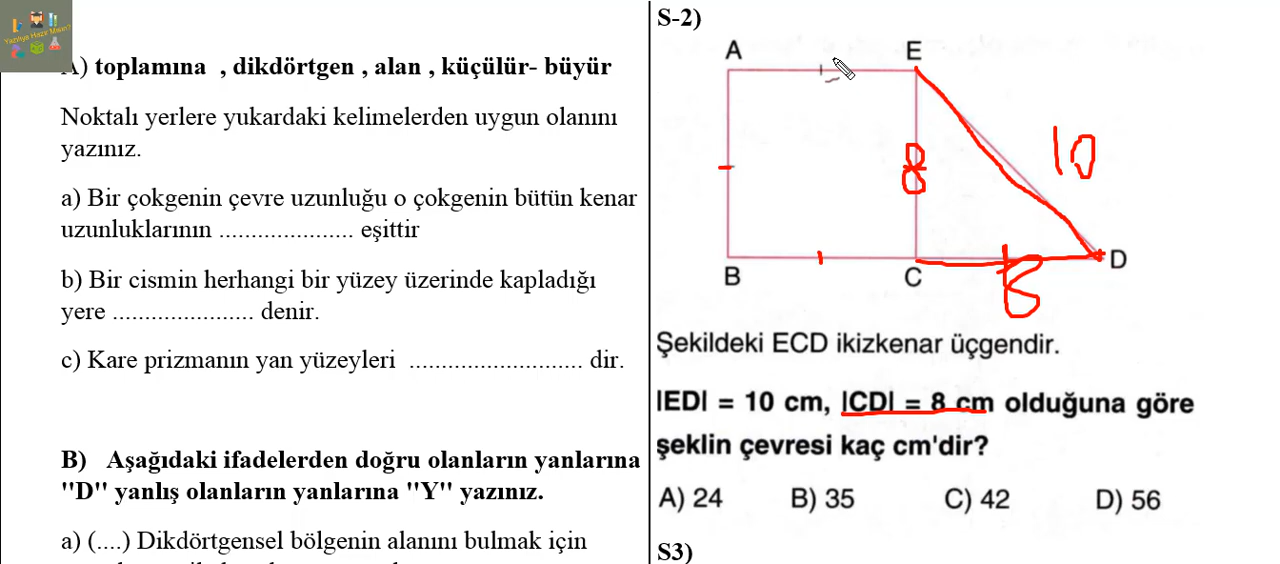 Yazılıya Hazır Mısın?
A) toplamına , dikdörtgen , alan , küçülür- büyür
Noktalı yerlere yukardaki kelimelerden uygun olanını
yazınız.
a) Bir çokgenin çevre uzunluğu o çokgenin bütün kenar
uzunluklarının ..................... eşittir
b) Bir cismin herhangi bir yüzey üzerinde kapladığı
yere ...................... denir.
c) Kare prizmanın yan yüzeyleri ........................... dir.
B) Aşağıdaki ifadelerden doğru olanların yanlarına
"D" yanlış olanların yanlarına "Y" yazınız.
a) (....) Dikdörtgensel bölgenin alanını bulmak için
S-2)
A E
10
8
B C D
8
Şekildeki ECD ikizkenar üçgendir.
|ED| = 10 cm, |CD| = 8 cm olduğuna göre
şeklin çevresi kaç cm'dir?
A) 24 B) 35 C) 42 D) 56
S3)